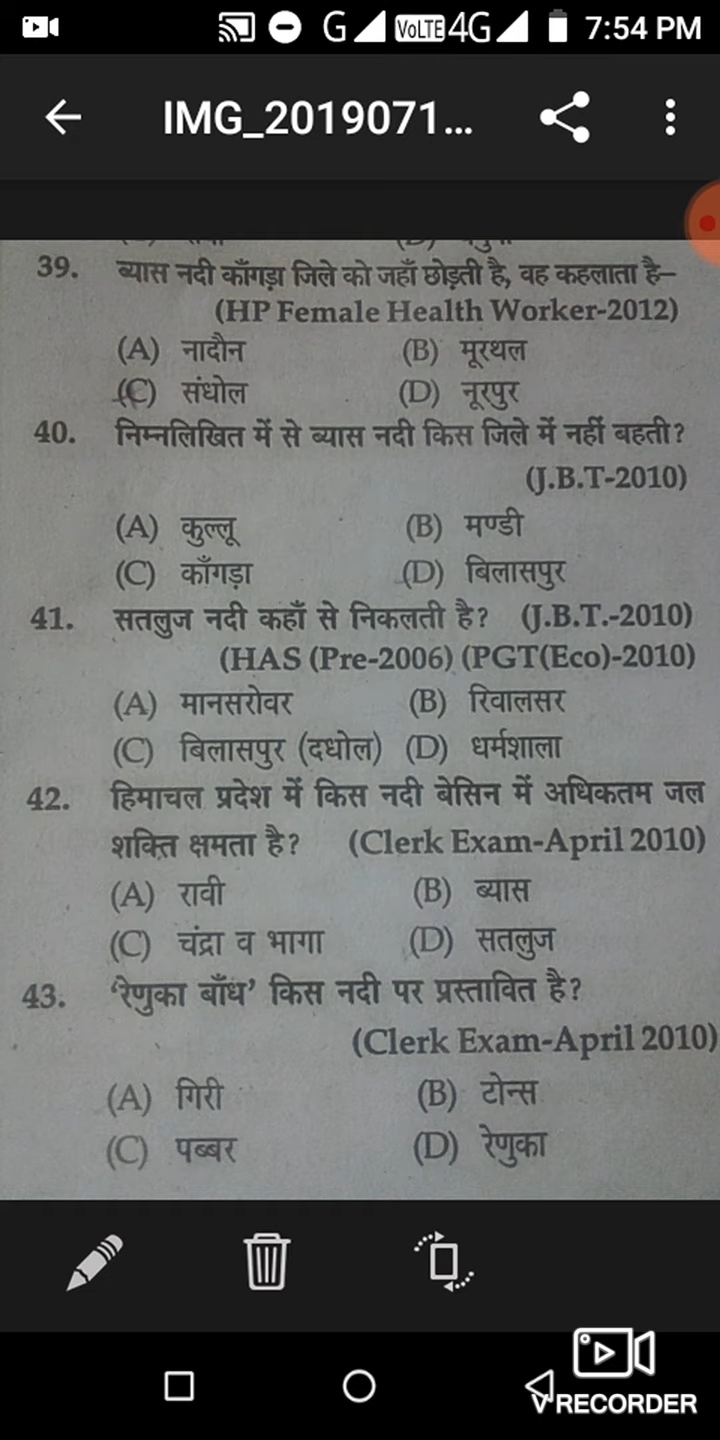 G VoLTE 4G 7:54 PM
IMG_2019071...
39. ब्यास नदी काँगड़ा जिले को जहाँ छोड़ती है, वह कहलाता है–
(HP Female Health Worker-2012)
(A) नादौन (B) मूरथल
(C) संधोल (D) नूरपुर
40. निम्नलिखित में से ब्यास नदी किस जिले में नहीं बहती?
(J.B.T-2010)
(A) कुल्लू (B) मण्डी
(C) काँगड़ा (D) बिलासपुर
41. सतलुज नदी कहाँ से निकलती है? (J.B.T.-2010)
(HAS (Pre-2006) (PGT(Eco)-2010)
(A) मानसरोवर (B) रिवालसर
(C) बिलासपुर (दधोल) (D) धर्मशाला
42. हिमाचल प्रदेश में किस नदी बेसिन में अधिकतम जल
शक्ति क्षमता है? (Clerk Exam-April 2010)
(A) रावी (B) ब्यास
(C) चंद्रा व भागा (D) सतलुज
43. ‘रेणुका बाँध’ किस नदी पर प्रस्तावित है?
(Clerk Exam-April 2010)
(A) गिरी (B) टोन्स
(C) पब्बर (D) रेणुका
V RECORDER